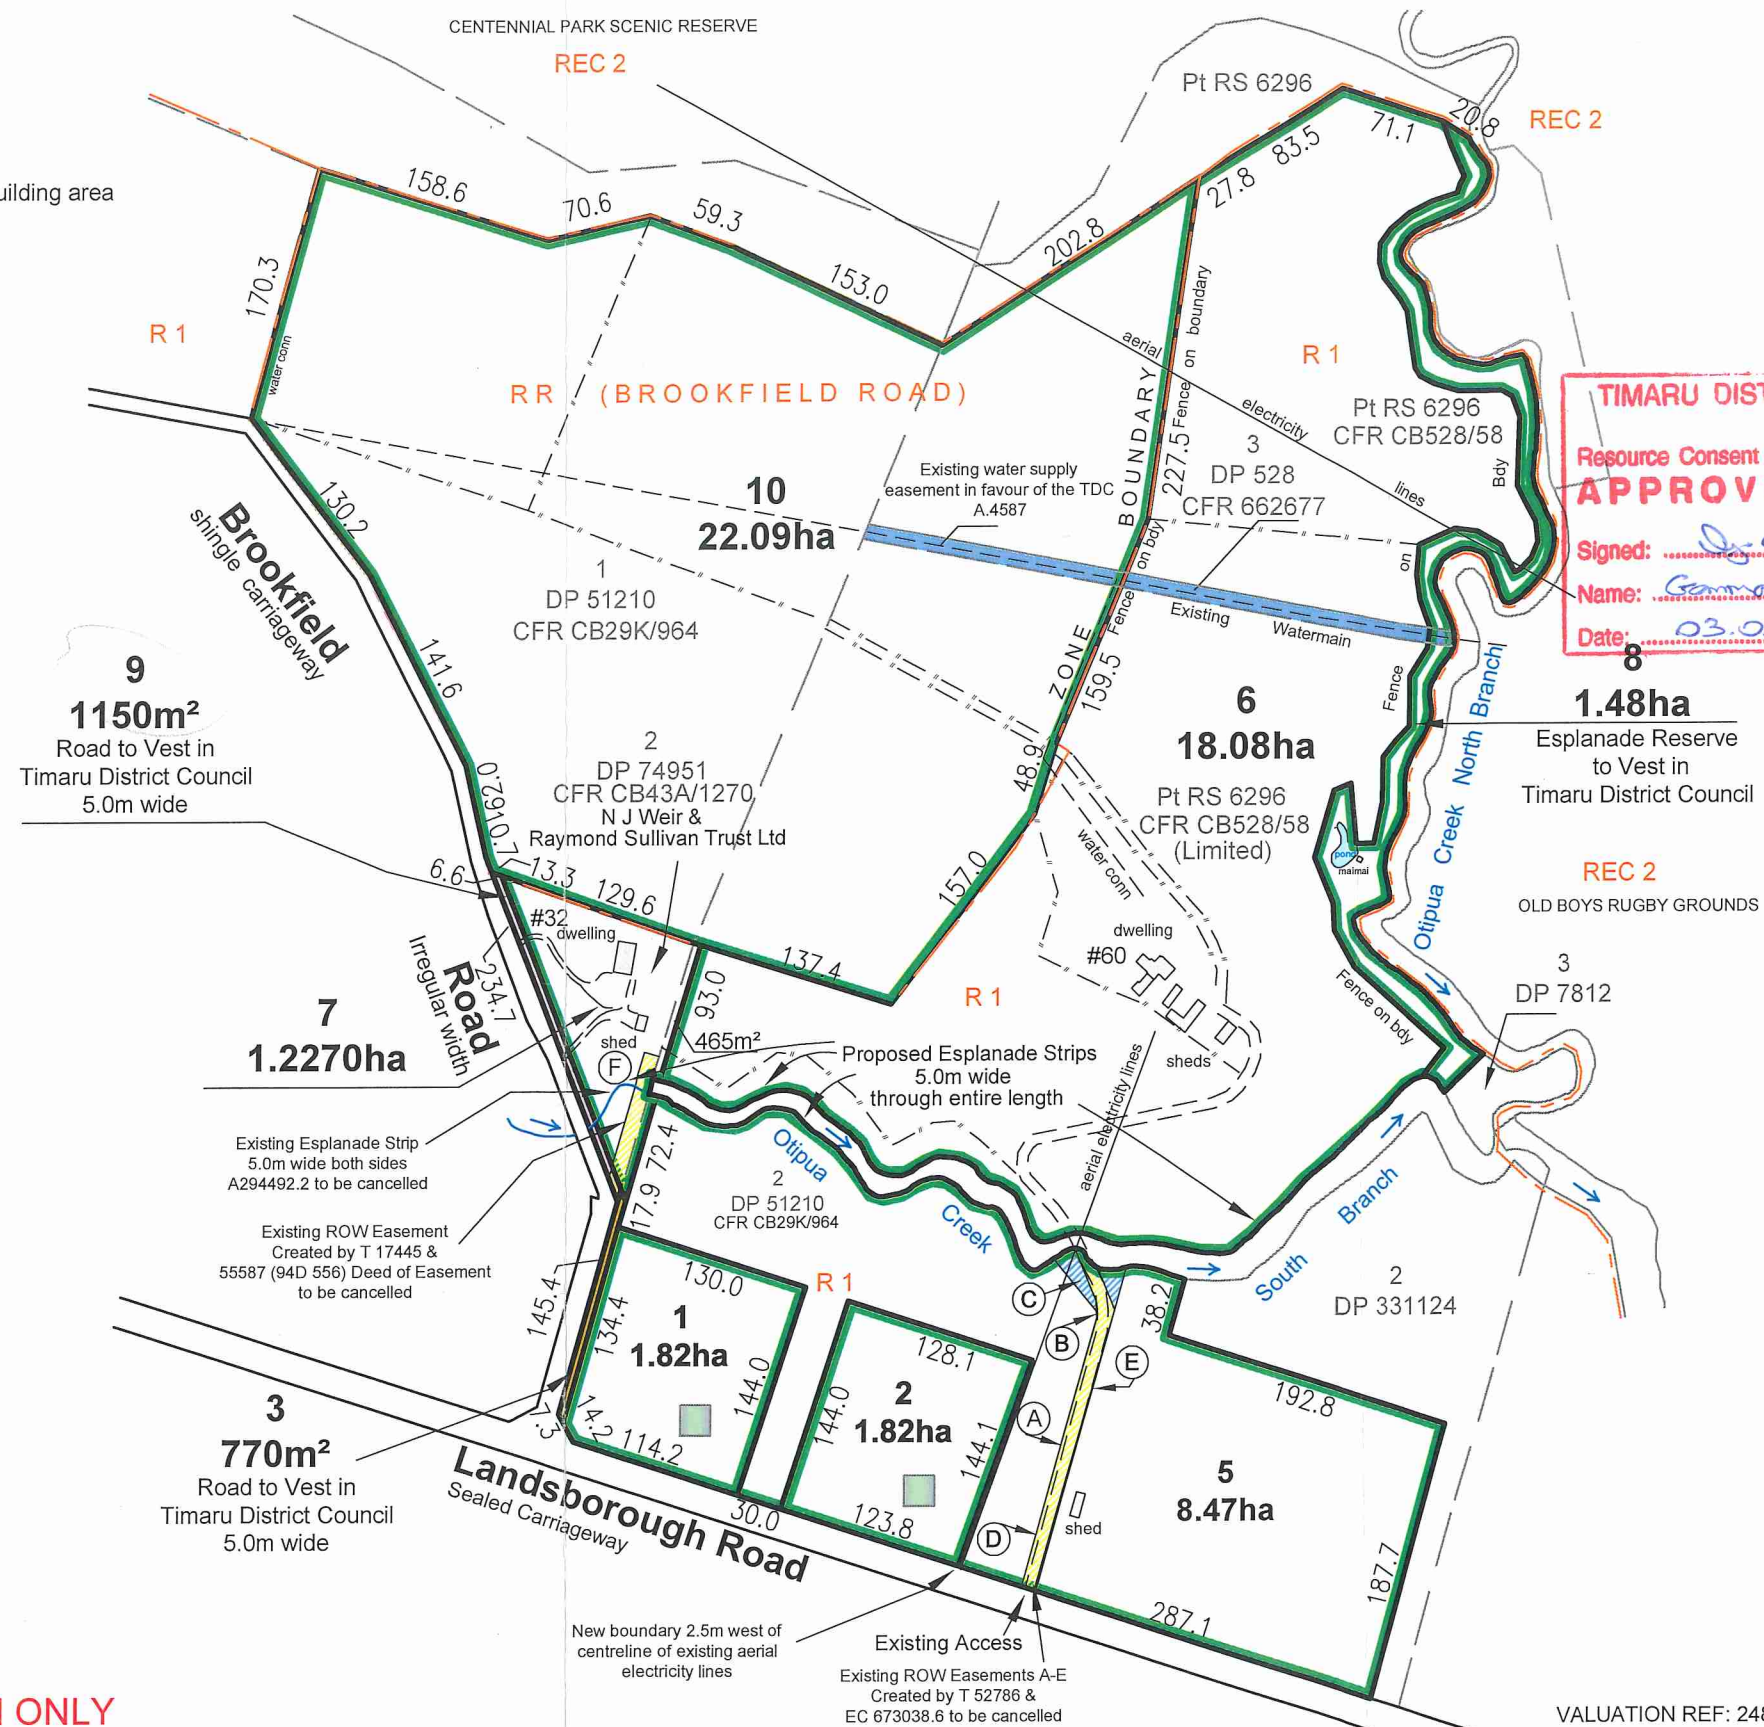 CENTENNIAL PARK SCENIC RESERVE
REC 2
Pt RS 6296
REC 2
20.8
71.1
83.5
27.8
uilding area
158.6
70.6
59.3
202.8
153.0
170.3
water conn
R 1
R 1
RR (BROOKFIELD ROAD)
aerial
electricity
lines
ZONE BOUNDARY
227.5
Fence on boundary
3
DP 528
CFR 662677
Pt RS 6296
CFR CB528/58
Bdy
on
Fence
TIMARU DIST
Resource Consent
APPROV
Signed:
Name:
Date: 03.0
10
22.09ha
Existing water supply
easement in favour of the TDC
A.4587
Fence on bdy
159.5
Existing
Watermain
130.2
Brookfield
shingle carriageway
1
DP 51210
CFR CB29K/964
141.6
9
1150m²
Road to Vest in
Timaru District Council
5.0m wide
2
DP 74951
CFR CB43A/1270
N J Weir &
Raymond Sullivan Trust Ltd
48.9
6
18.08ha
Pt RS 6296
CFR CB528/58
(Limited)
8
1.48ha
Esplanade Reserve
to Vest in
Timaru District Council
Otipua Creek North Branch
62.0
10.7
6.6
13.3
129.6
157.0
water conn
pond
maimai
REC 2
OLD BOYS RUGBY GROUNDS
#32
dwelling
137.4
dwelling
#60
Irregular width
Road
234.7
93.0
R 1
3
DP 7812
Fence on bdy
7
1.2270ha
shed
F
465m²
Proposed Esplanade Strips
5.0m wide
through entire length
sheds
aerial electricity lines
Existing Esplanade Strip
5.0m wide both sides
A294492.2 to be cancelled
72.4
17.9
Otipua
Creek
South
Branch
2
DP 51210
CFR CB29K/964
Existing ROW Easement
Created by T 17445 &
55587 (94D 556) Deed of Easement
to be cancelled
R 1
130.0
145.4
134.4
1
1.82ha
144.0
C
B
E
38.2
2
DP 331124
128.1
144.0
2
1.82ha
144.1
A
192.8
7.3
14.2
114.2
3
770m²
Road to Vest in
Timaru District Council
5.0m wide
Landsborough Road
Sealed Carriageway
30.0
123.8
D
shed
5
8.47ha
187.7
287.1
New boundary 2.5m west of
centreline of existing aerial
electricity lines
Existing Access
Existing ROW Easements A-E
Created by T 52786 &
EC 673038.6 to be cancelled
ONLY
VALUATION REF: 248